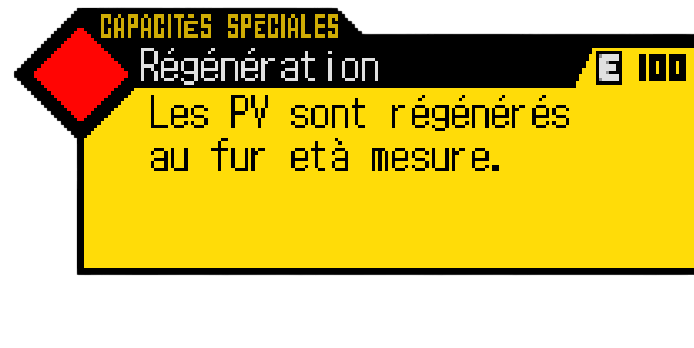 CAPACITÉS SPÉCIALES
Régénération E 100
Les PV sont régénérés
au fur età mesure.